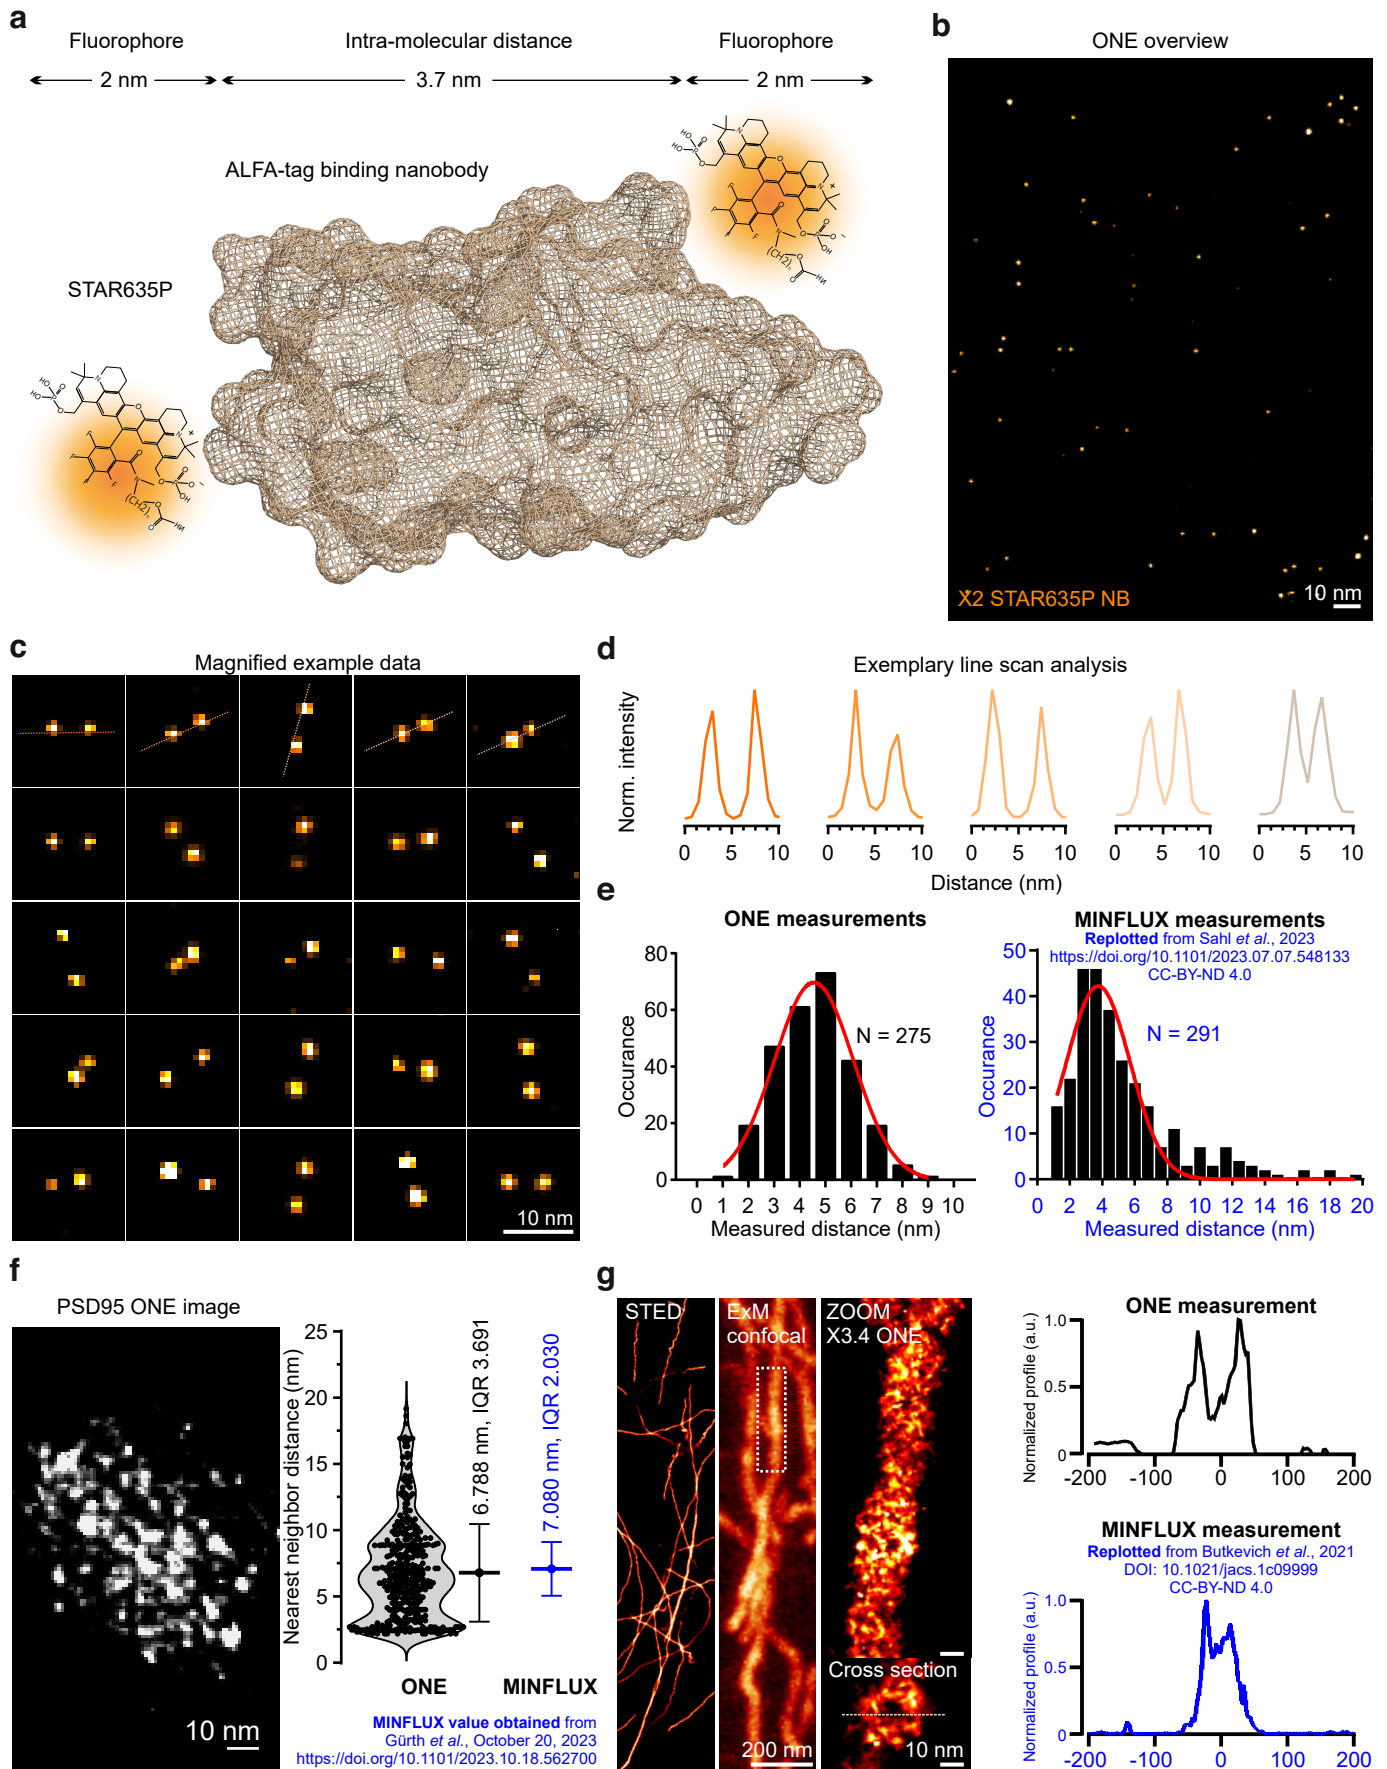 a
Fluorophore
Intra-molecular distance
Fluorophore
2 nm
3.7 nm
2 nm
ALFA-tag binding nanobody
STAR635P
b
ONE overview
X2 STAR635P NB
10 nm
c
Magnified example data
10 nm
d
Exemplary line scan analysis
Norm. intensity
0 5 10 0 5 10 0 5 10 0 5 10 0 5 10
Distance (nm)
e
ONE measurements
80
60
40
20
0
Occurance
N = 275
0 1 2 3 4 5 6 7 8 9 10
Measured distance (nm)
MINFLUX measurements
Replotted from Sahl et al., 2023
https://doi.org/10.1101/2023.07.07.548133
CC-BY-ND 4.0
50
40
30
20
10
0
Occurance
N = 291
0 2 4 6 8 10 12 14 16 18 20
Measured distance (nm)
f
PSD95 ONE image
10 nm
Nearest neighbor distance (nm)
25
20
15
10
5
0
6.788 nm, IQR 3.691
7.080 nm, IQR 2.030
ONE
MINFLUX
MINFLUX value obtained from
Gürth et al., October 20, 2023
https://doi.org/10.1101/2023.10.18.562700
g
STED
ExM
confocal
200 nm
ZOOM
X3.4 ONE
Cross section
10 nm
ONE measurement
Normalized profile (a.u.)
1.0
0.5
0
-200 -100 0 100 200
MINFLUX measurement
Replotted from Butkevich et al., 2021
DOI: 10.1021/jacs.1c09999
CC-BY-ND 4.0
Normalized profile (a.u.)
1.0
0.5
0
-200 -100 0 100 200